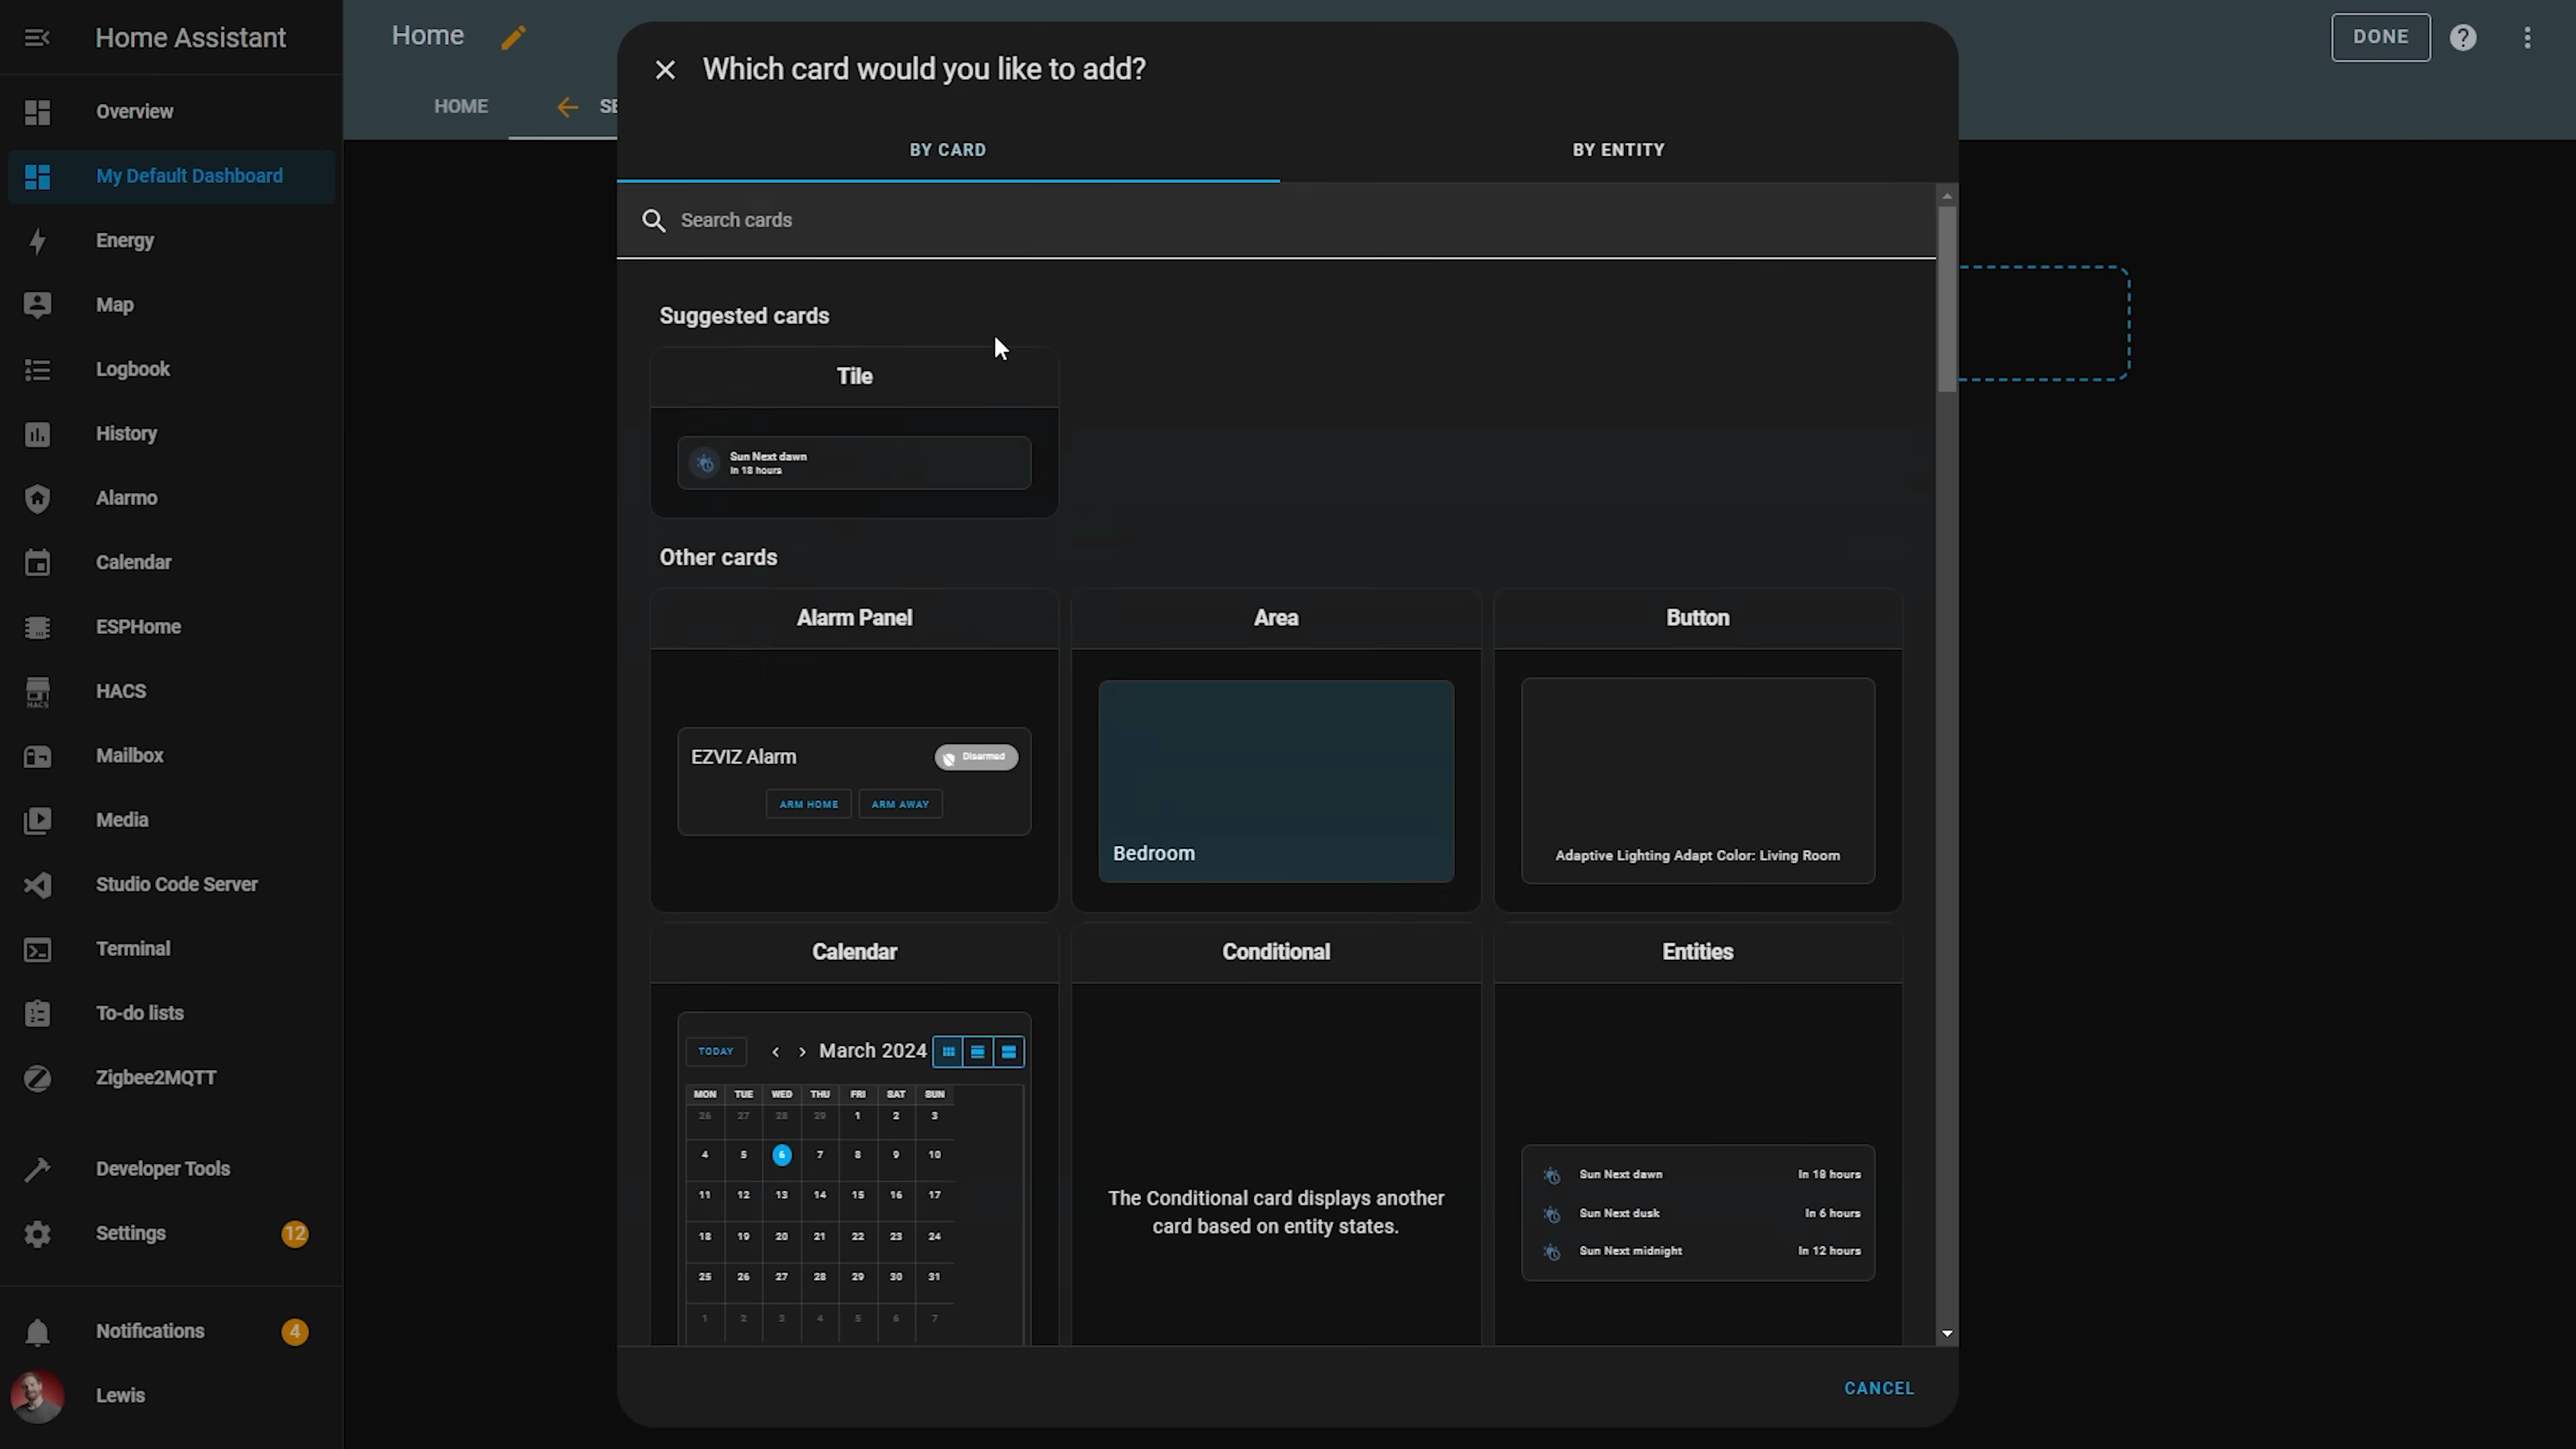 Home Assistant
Overview
My Default Dashboard
Energy
Map
Logbook
History
Alarmo
Calendar
ESPHome
HACS
HACS
Mailbox
Media
Studio Code Server
Terminal
To-do lists
Zigbee2MQTT
Developer Tools
Settings
12
Notifications
4
Lewis
Home
DONE
HOME
SE
Which card would you like to add?
BY CARD
BY ENTITY
Search cards
Suggested cards
Tile
Sun Next dawn
In 18 hours
Other cards
Alarm Panel
EZVIZ Alarm
Disarmed
ARM HOME
ARM AWAY
Area
Bedroom
Button
Adaptive Lighting Adapt Color: Living Room
Calendar
TODAY
March 2024
MON TUE WED THU FRI SAT SUN
26 27 28 29 1 2 3
4 5 6 7 8 9 10
11 12 13 14 15 16 17
18 19 20 21 22 23 24
25 26 27 28 29 30 31
1 2 3 4 5 6 7
Conditional
The Conditional card displays another
card based on entity states.
Entities
Sun Next dawn In 18 hours
Sun Next dusk In 6 hours
Sun Next midnight In 12 hours
CANCEL